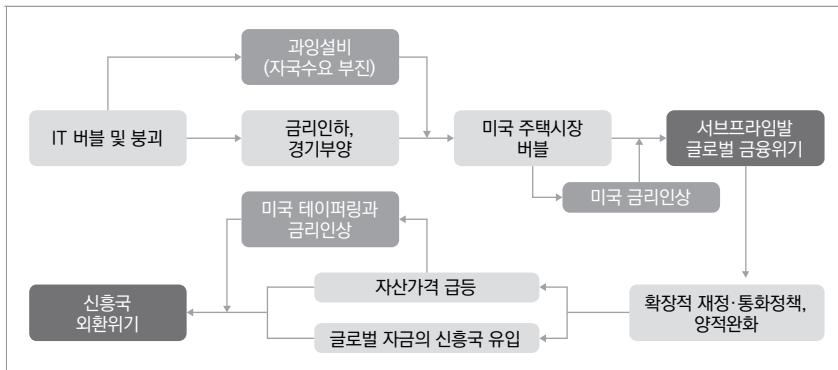 과잉설비
(자국수요 부진)
IT 버블 및 붕괴
금리인하,
경기부양
미국 주택시장
버블
서브프라임발
글로벌 금융위기
미국 금리인상
미국 테이퍼링과
금리인상
신흥국
외환위기
자산가격 급등
글로벌 자금의 신흥국 유입
확장적 재정·통화정책,
양적완화